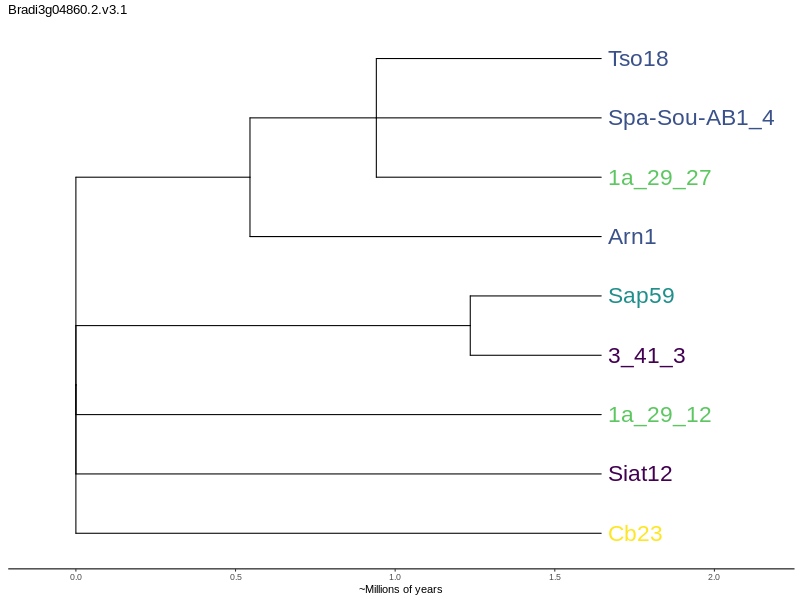 Bradi3g04860.2.v3.1
Tso18
Spa-Sou-AB1_4
1a_29_27
Arn1
Sap59
3_41_3
1a_29_12
Siat12
Cb23
0.0 0.5 1.0 1.5 2.0
~Millions of years